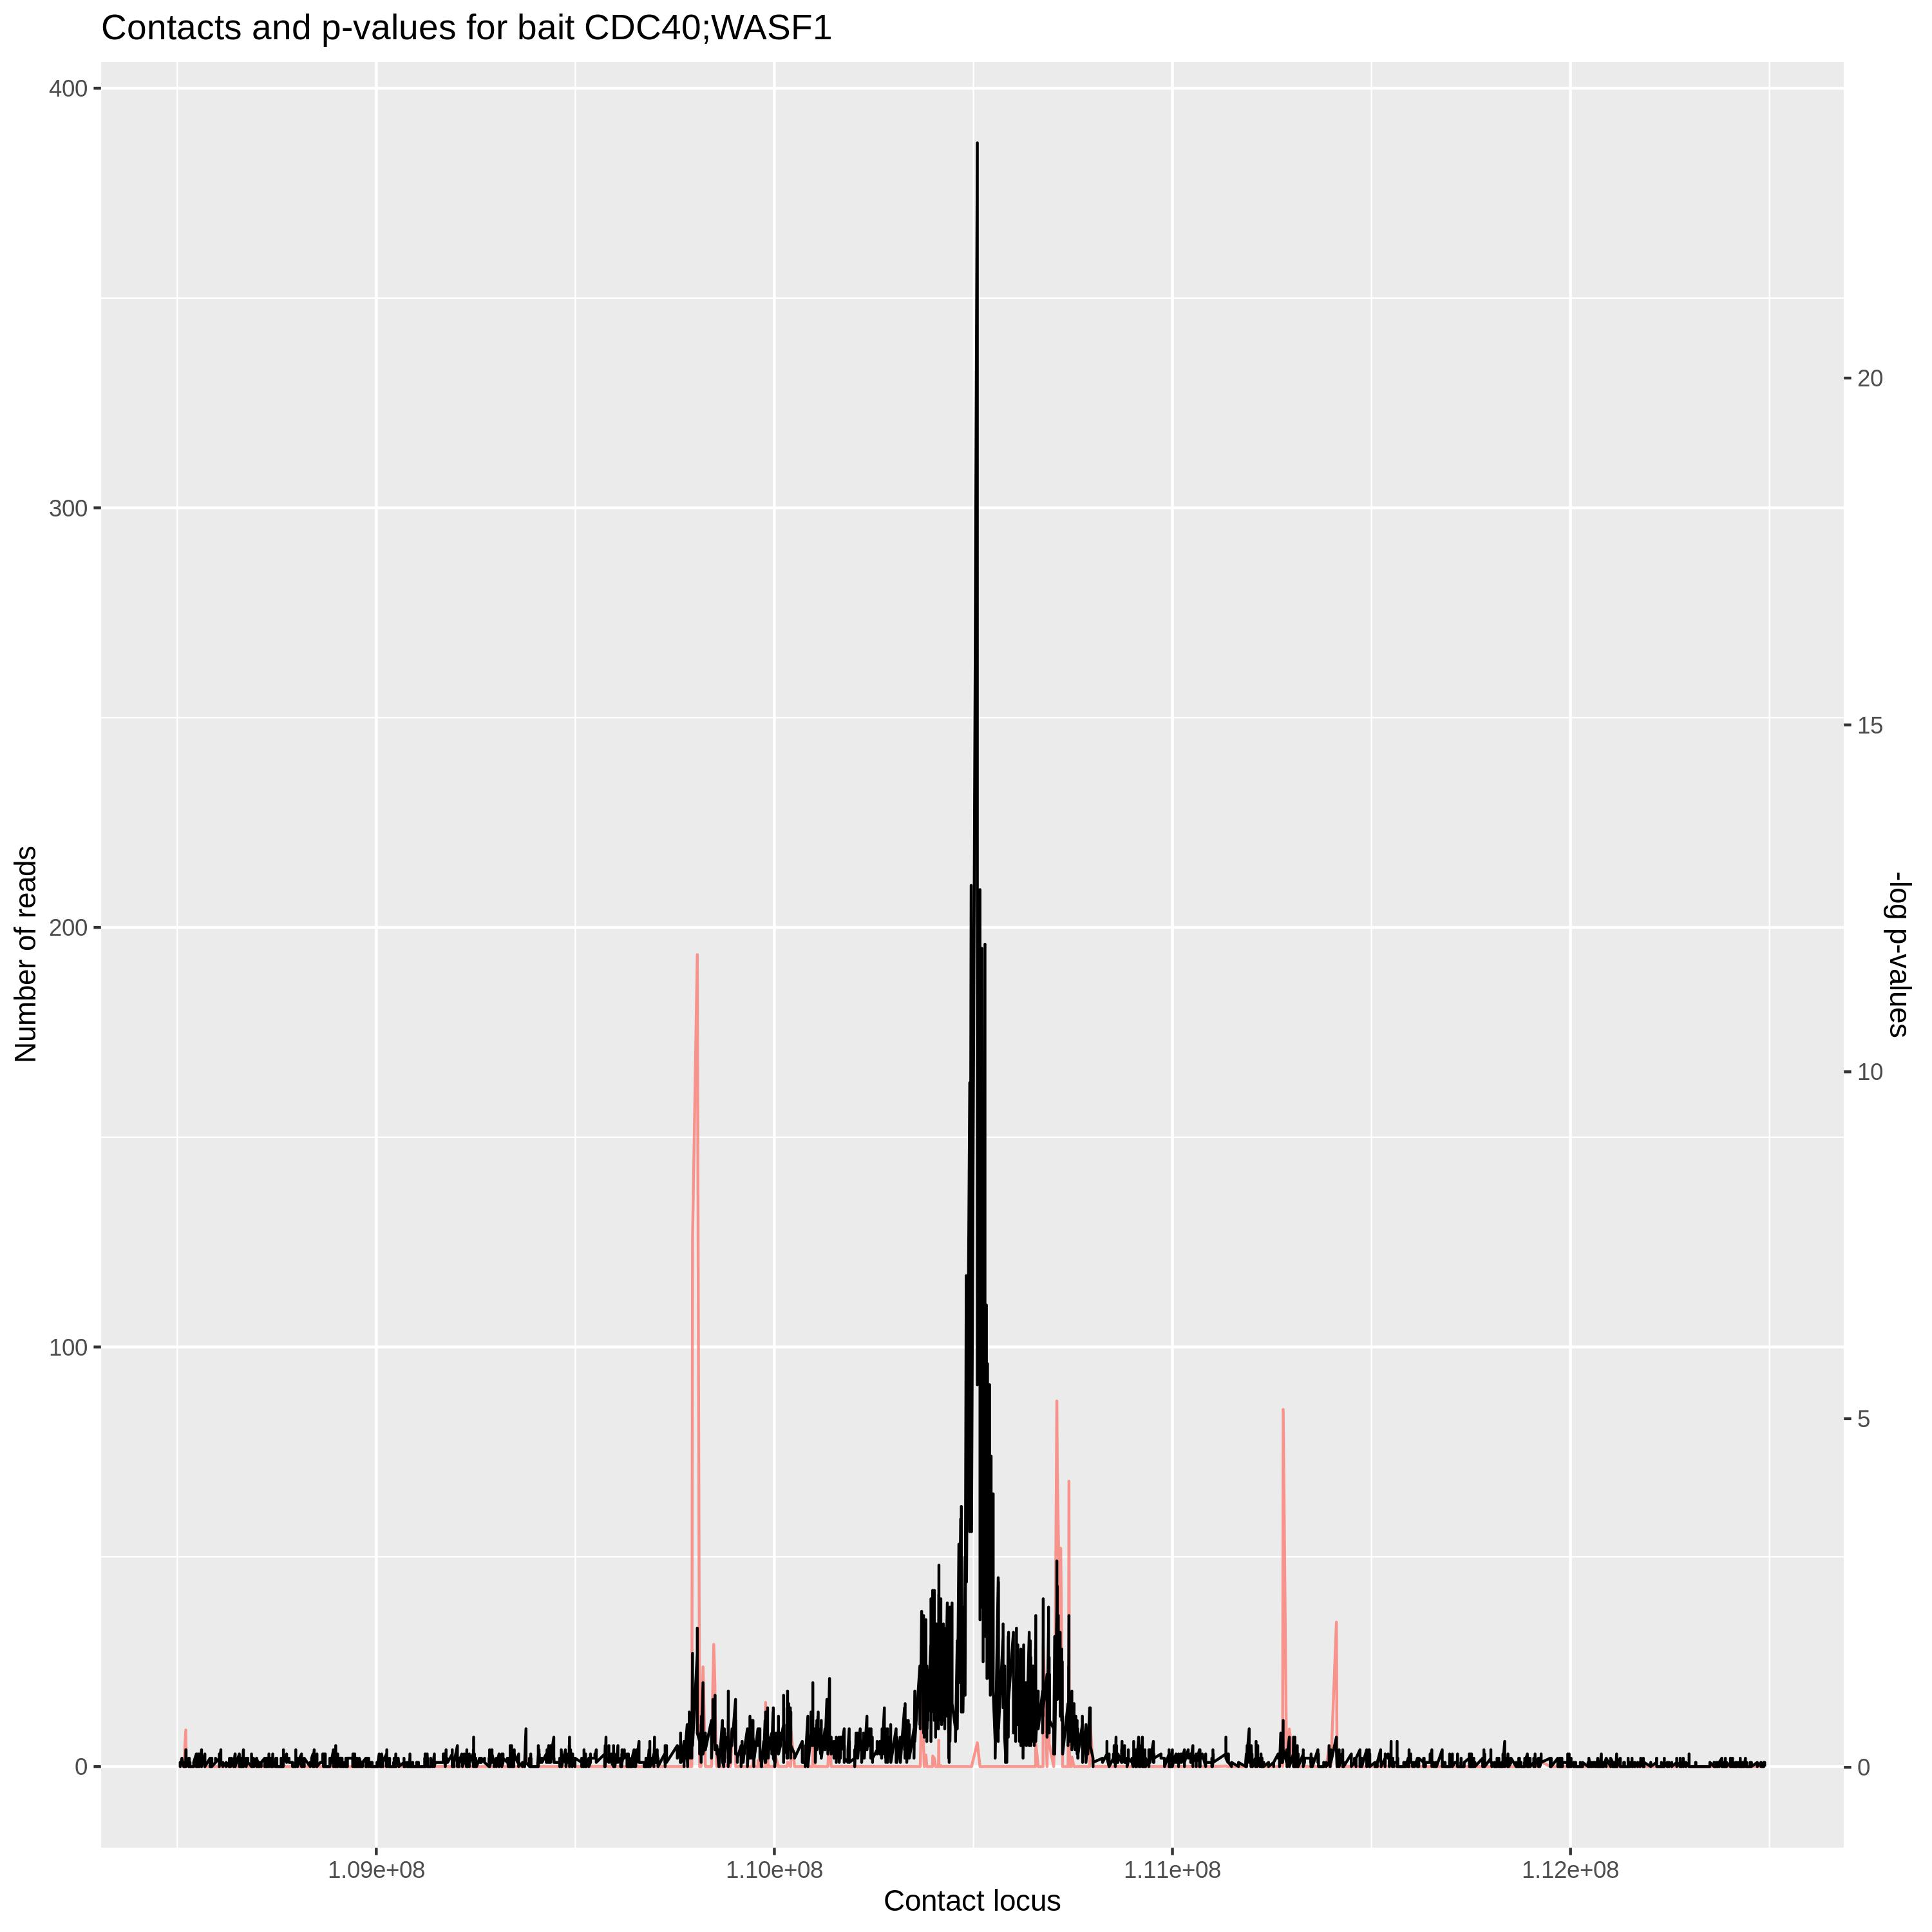 Contacts and p-values for bait CDC40;WASF1
Number of reads
400
300
200
100
0
-log p-values
20
15
10
5
0
1.09e+08 1.10e+08 1.11e+08 1.12e+08
Contact locus